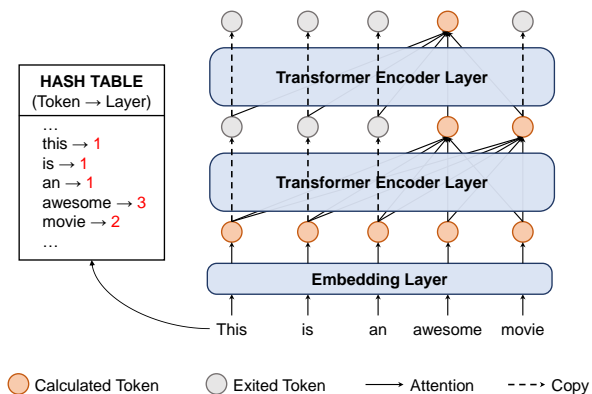 HASH TABLE
(Token → Layer)
…
this → 1
is → 1
an → 1
awesome → 3
movie → 2
…
Transformer Encoder Layer
Transformer Encoder Layer
Embedding Layer
This is an awesome movie
Calculated Token Exited Token Attention Copy